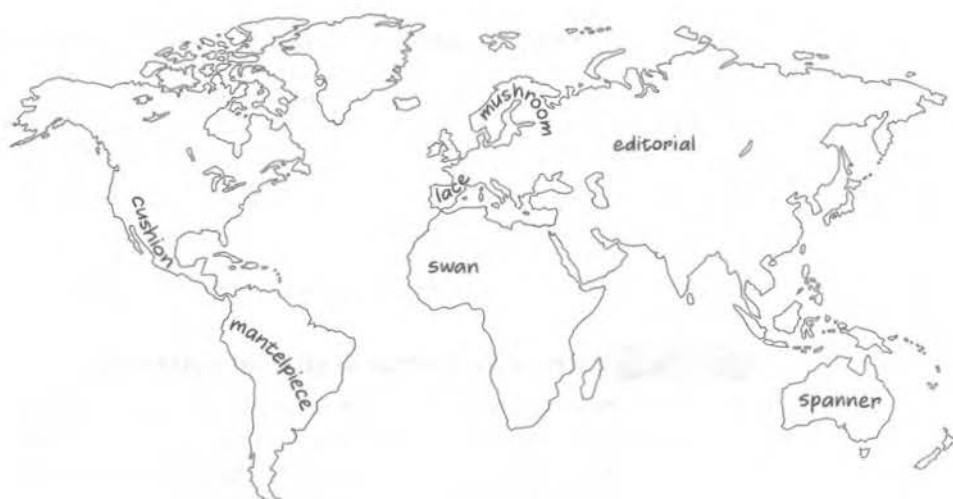 mushroom
editorial
lace
cushion
swan
mantelpiece
spanner